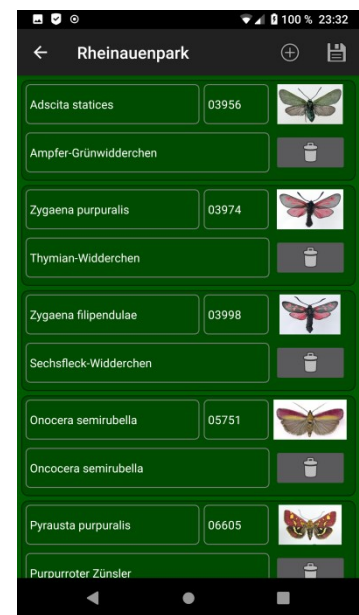 100 % 23:32
Rheinauenpark
Adscita statices 03956
Ampfer-Grünwidderchen
Zygaena purpuralis 03974
Thymian-Widderchen
Zygaena filipendulae 03998
Sechsfleck-Widderchen
Onocera semirubella 05751
Oncocera semirubella
Pyrausta purpuralis 06605
Purpurroter Zünsler